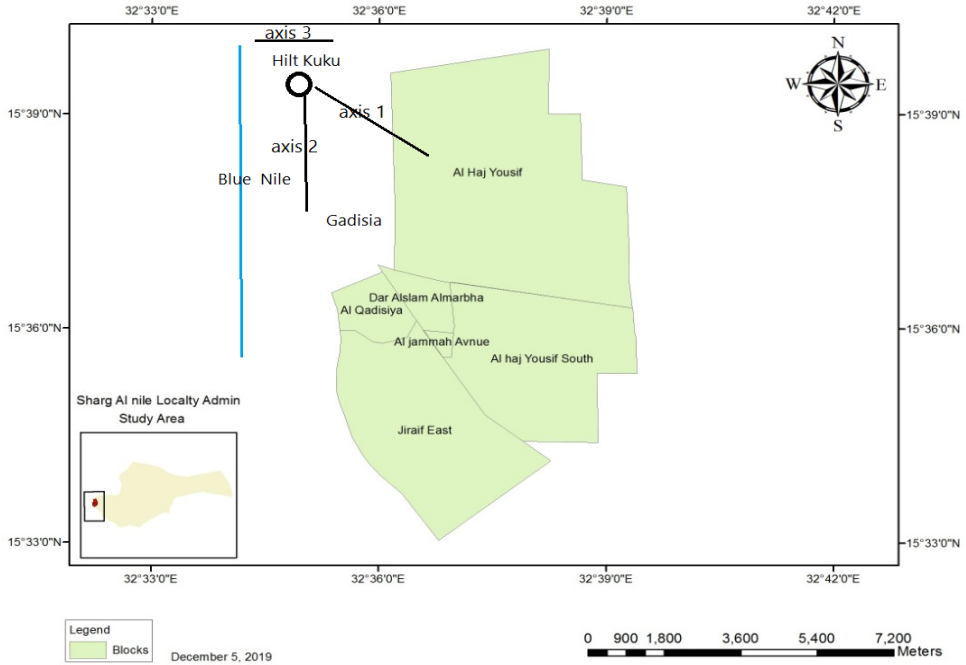 32°33'0"E 32°36'0"E 32°39'0"E 32°42'0"E
axis 3
Hilt Kuku
N
W E
S
15°39'0"N 15°39'0"N
axis 1
axis 2
Al Haj Yousif
Blue Nile
Gadisia
Dar Alslam Almarbha
Al Qadisiya
15°36'0"N 15°36'0"N
Al jammah Avnue
Al haj Yousif South
Sharg Al nile Localty Admin
Study Area
Jiraif East
15°33'0"N 15°33'0"N
32°33'0"E 32°36'0"E 32°39'0"E 32°42'0"E
Legend
Blocks
December 5, 2019
0 900 1,800 3,600 5,400 7,200
Meters